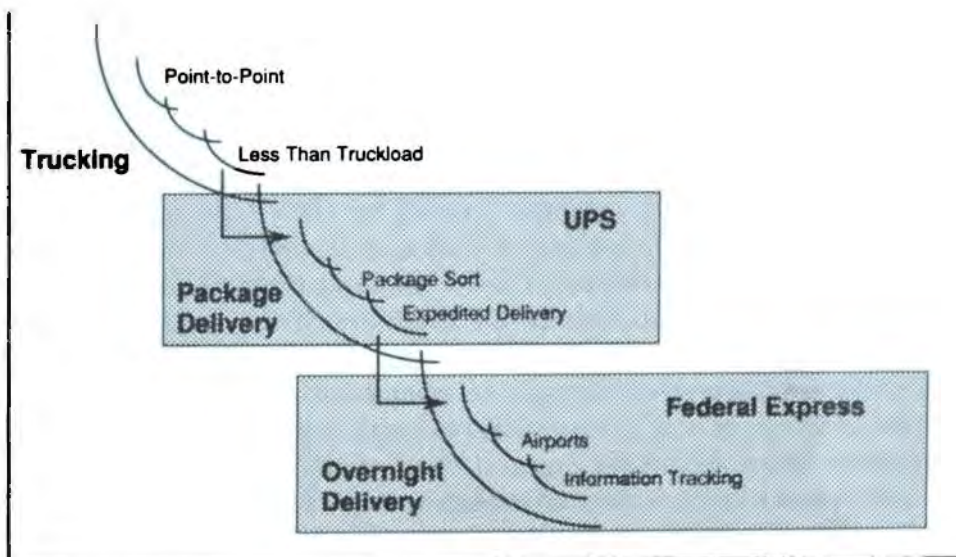 Point-to-Point
Trucking
Less Than Truckload
UPS
Package Sort
Package
Delivery
Expedited Delivery
Federal Express
Airports
Overnight
Delivery
Information Tracking